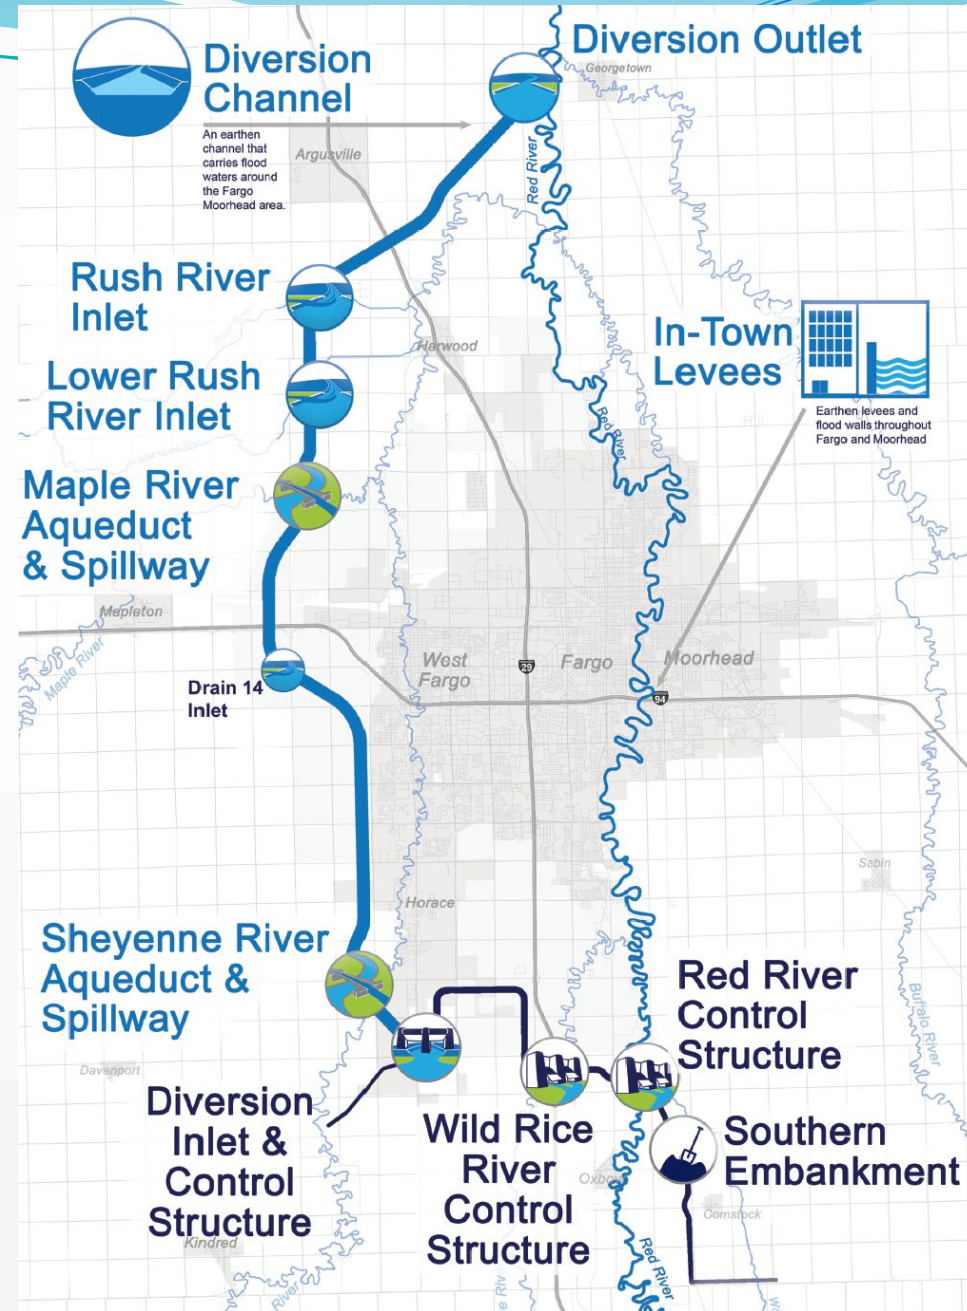 Diversion
Channel
An earthen
channel that
carries flood
waters around
the Fargo
Moorhead area.
Diversion Outlet
Georgetown
Argusville
Red River
Rush River
Inlet
Harwood
In-Town
Levees
Earthen levees and
flood walls throughout
Fargo and Moorhead
Lower Rush
River Inlet
Red River
Maple River
Aqueduct
& Spillway
Mapleton
Maple River
West
Fargo
29
Fargo
Moorhead
94
Drain 14
Inlet
Sabin
Horace
Sheyenne River
Aqueduct &
Spillway
Red River
Control
Structure
Buffalo River
Davenport
Diversion
Inlet &
Control
Structure
Wild Rice
River
Control
Structure
Southern
Embankment
Oxbow
Comstock
Kindred
Red River
River